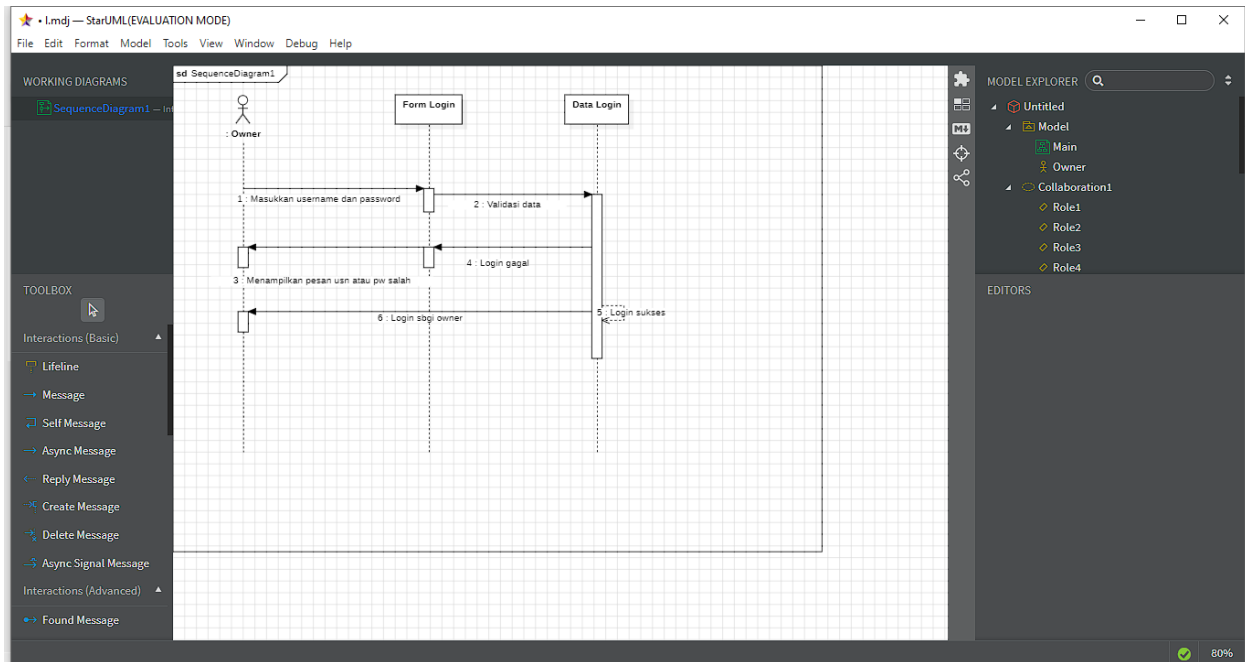 • I.mdj — StarUML(EVALUATION MODE)
File Edit Format Model Tools View Window Debug Help
WORKING DIAGRAMS
SequenceDiagram1 — Int
sd SequenceDiagram1
: Owner
Form Login
Data Login
1 : Masukkan username dan password
2 : Validasi data
4 : Login gagal
3 : Menampilkan pesan usn atau pw salah
5 : Login sukses
6 : Login sbgi owner
TOOLBOX
Interactions (Basic)
Lifeline
Message
Self Message
Async Message
Reply Message
Create Message
Delete Message
Async Signal Message
Interactions (Advanced)
Found Message
M↓
MODEL EXPLORER
Untitled
Model
Main
Owner
Collaboration1
Role1
Role2
Role3
Role4
EDITORS
80%